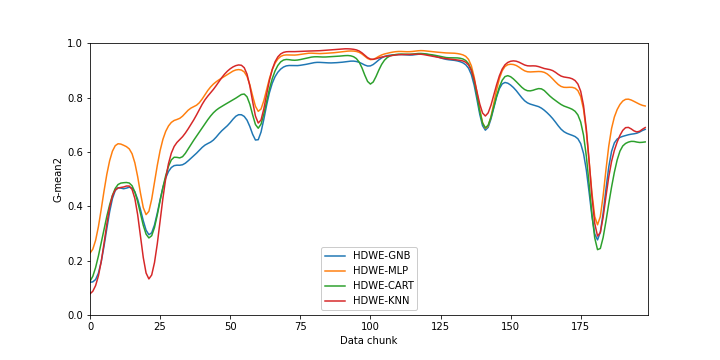 1.0
0.8
0.6
0.4
0.2
0.0
G-mean2
0 25 50 75 100 125 150 175
Data chunk
HDWE-GNB
HDWE-MLP
HDWE-CART
HDWE-KNN